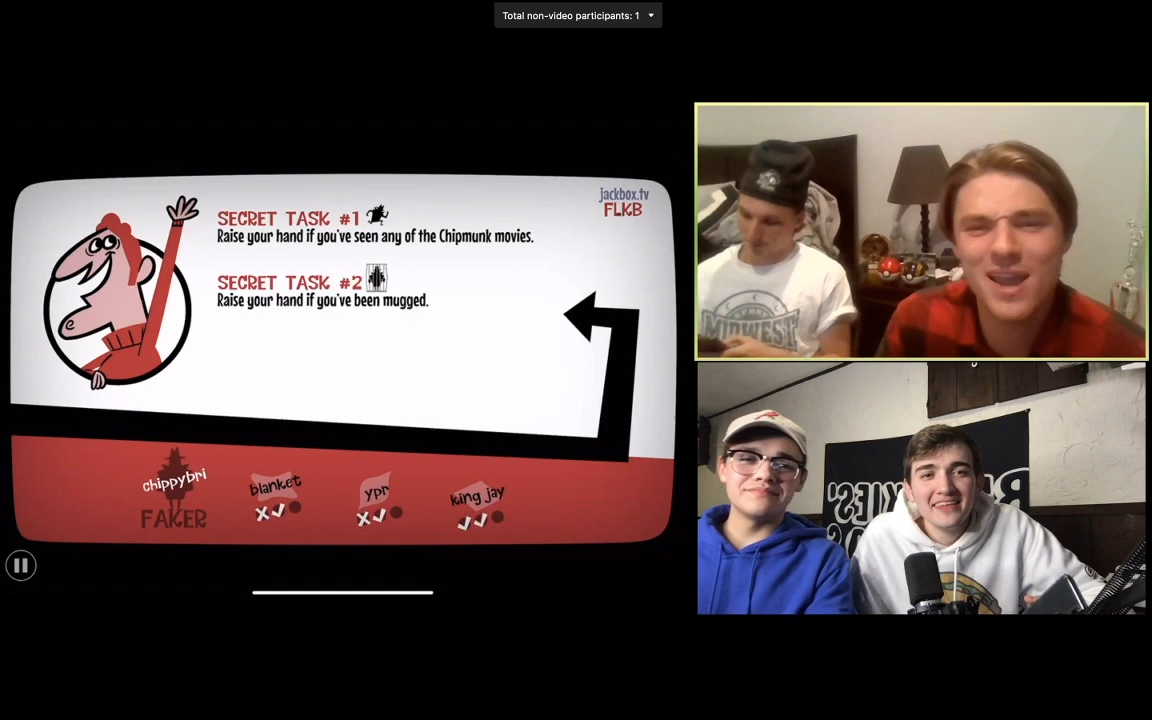 Total non-video participants: 1
jackbox.tv
FLKB
SECRET TASK #1
Raise your hand if you've seen any of the Chipmunk movies.
SECRET TASK #2
Raise your hand if you've been mugged.
chippybri
FAKER
blanket
ypr
king jay
MIDWEST